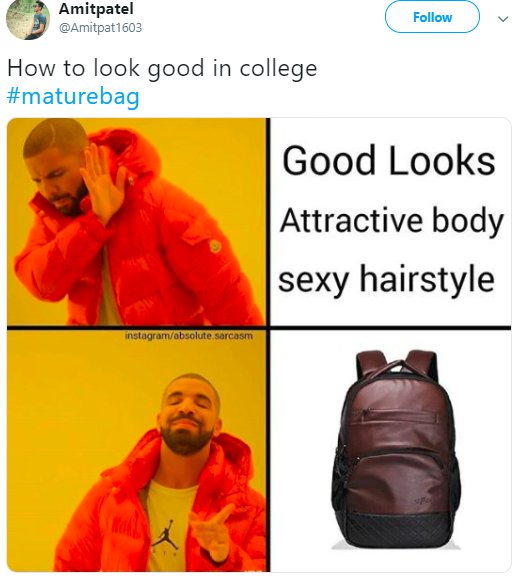 Amitpatel
@Amitpat1603
Follow
How to look good in college
#maturebag
Good Looks
Attractive body
sexy hairstyle
instagram/absolute.sarcasm